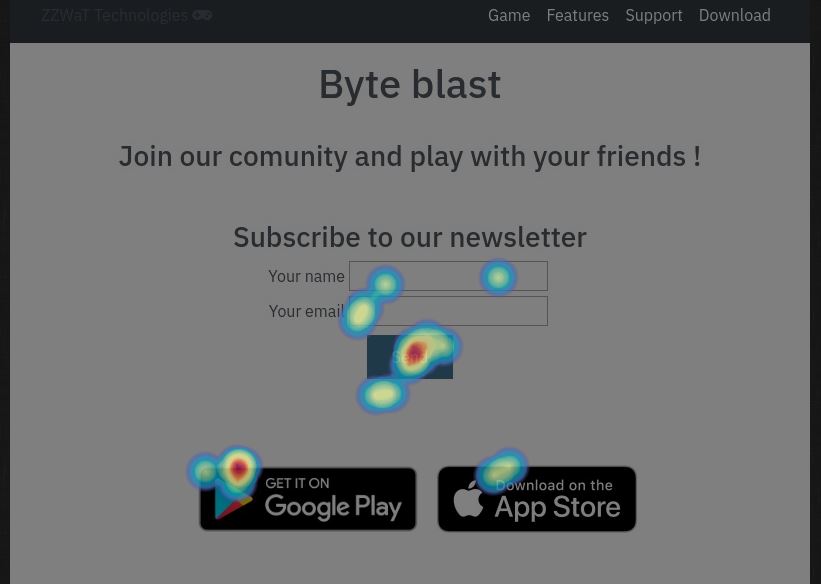 ZZWaT Technologies
Game Features Support Download
Byte blast
Join our comunity and play with your friends !
Subscribe to our newsletter
Your name
Your email
Send
GET IT ON
Google Play
Download on the
App Store